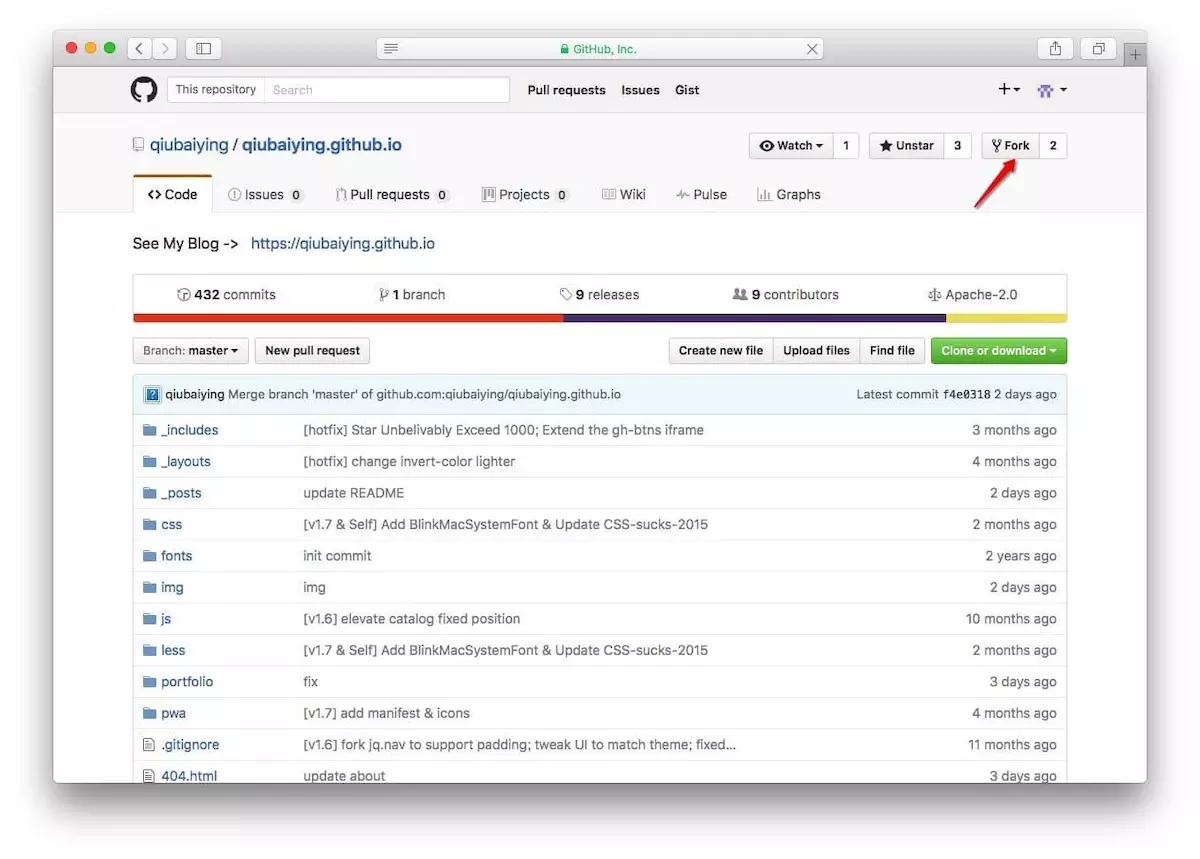 GitHub, Inc.
This repository Search Pull requests Issues Gist
qiubaiying / qiubaiying.github.io Watch 1 Unstar 3 Fork 2
Code Issues 0 Pull requests 0 Projects 0 Wiki Pulse Graphs
See My Blog -> https://qiubaiying.github.io
432 commits 1 branch 9 releases 9 contributors Apache-2.0
Branch: master New pull request Create new file Upload files Find file Clone or download
qiubaiying Merge branch 'master' of github.com:qiubaiying/qiubaiying.github.io Latest commit f4e0318 2 days ago
_includes [hotfix] Star Unbelivably Exceed 1000; Extend the gh-btns iframe 3 months ago
_layouts [hotfix] change invert-color lighter 4 months ago
_posts update README 2 days ago
css [v1.7 & Self] Add BlinkMacSystemFont & Update CSS-sucks-2015 2 months ago
fonts init commit 2 years ago
img img 2 days ago
js [v1.6] elevate catalog fixed position 10 months ago
less [v1.7 & Self] Add BlinkMacSystemFont & Update CSS-sucks-2015 2 months ago
portfolio fix 3 days ago
pwa [v1.7] add manifest & icons 4 months ago
.gitignore [v1.6] fork jq.nav to support padding; tweak UI to match theme; fixed... 11 months ago
404.html update about 3 days ago